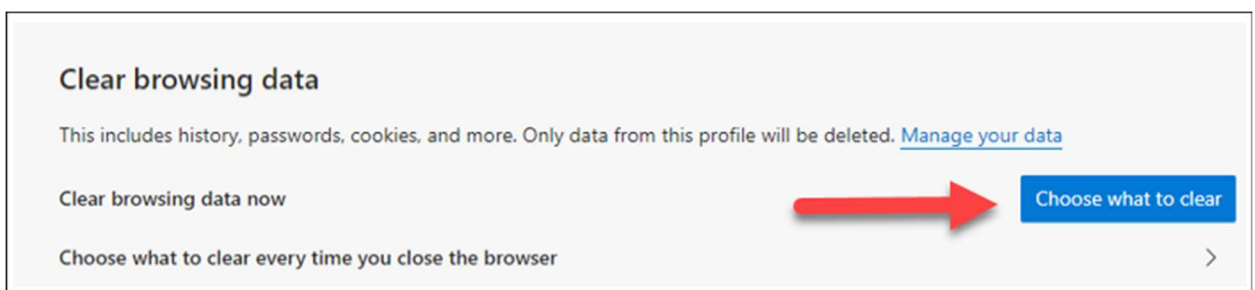 Clear browsing data
This includes history, passwords, cookies, and more. Only data from this profile will be deleted. Manage your data
Clear browsing data now
Choose what to clear
Choose what to clear every time you close the browser